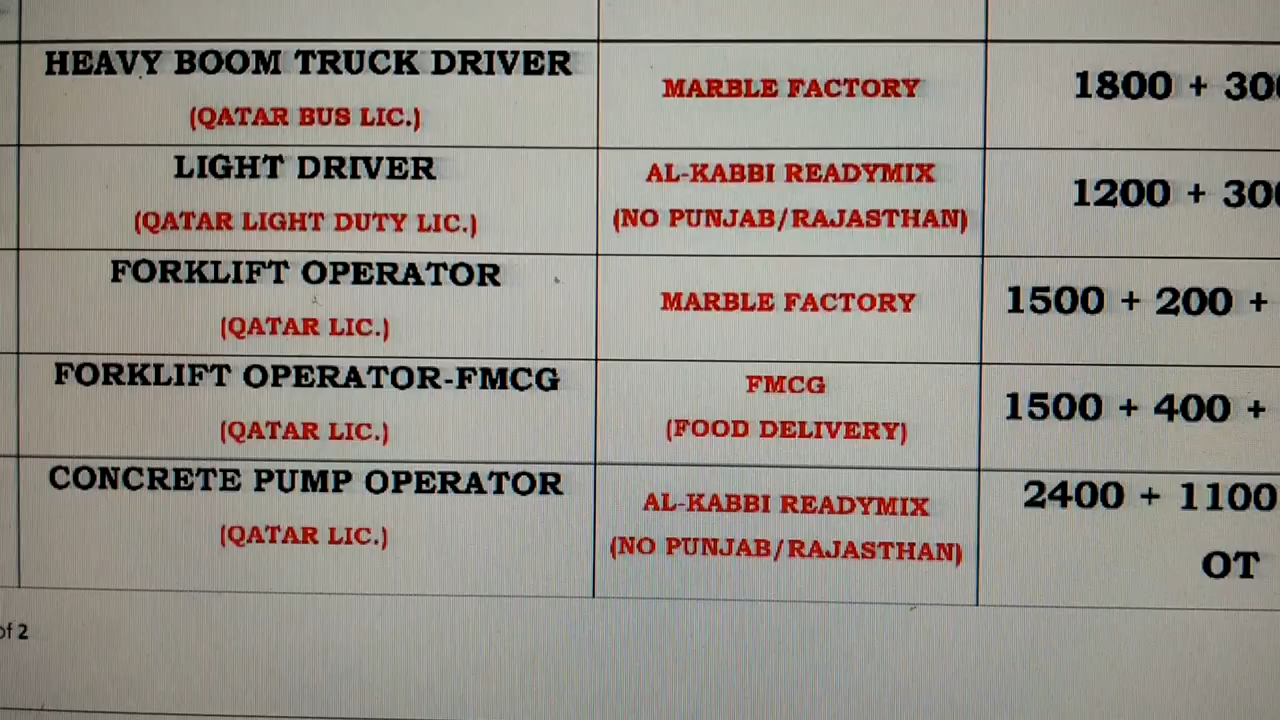 HEAVY BOOM TRUCK DRIVER
(QATAR BUS LIC.)
MARBLE FACTORY
1800 + 300
LIGHT DRIVER
(QATAR LIGHT DUTY LIC.)
AL-KABBI READYMIX
(NO PUNJAB/RAJASTHAN)
1200 + 300
FORKLIFT OPERATOR
(QATAR LIC.)
MARBLE FACTORY
1500 + 200 +
FORKLIFT OPERATOR-FMCG
(QATAR LIC.)
FMCG
(FOOD DELIVERY)
1500 + 400 +
CONCRETE PUMP OPERATOR
(QATAR LIC.)
AL-KABBI READYMIX
(NO PUNJAB/RAJASTHAN)
2400 + 1100
OT
of 2